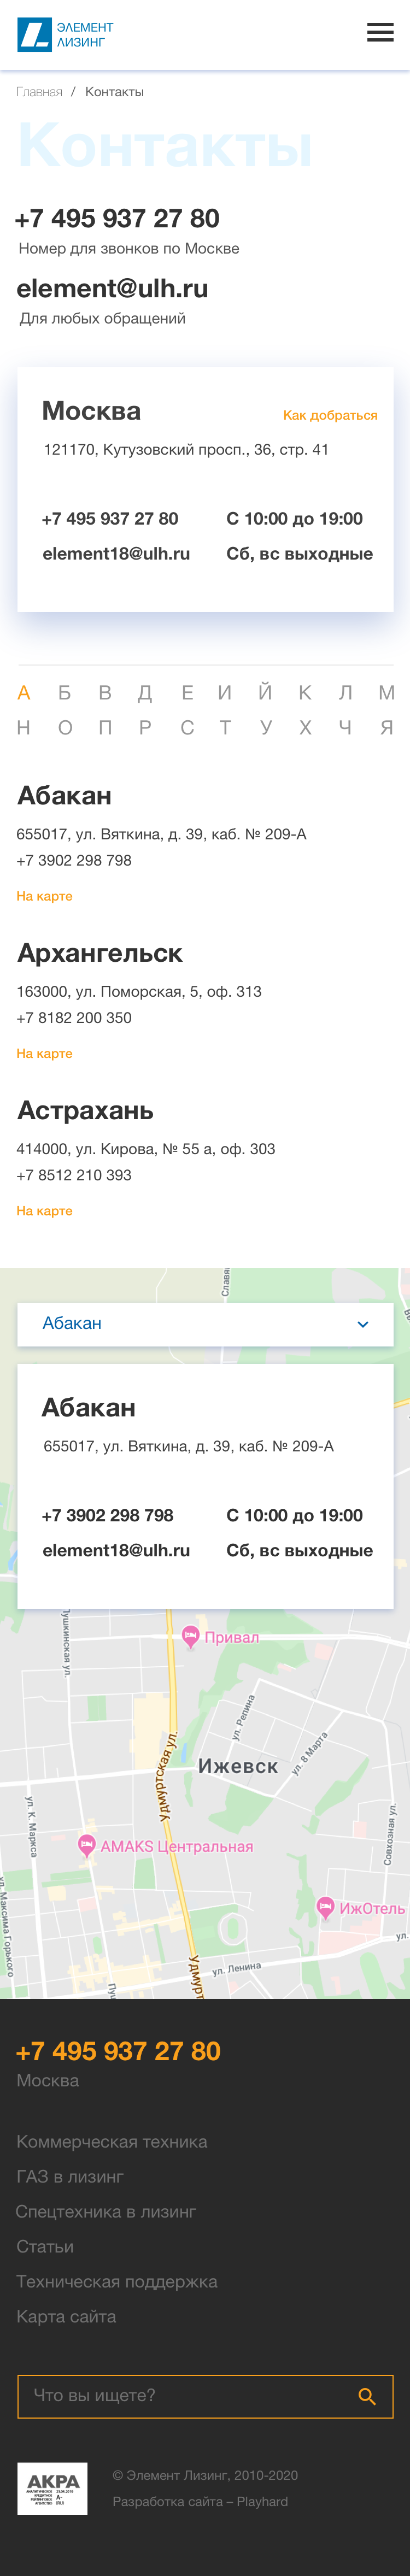 ЭЛЕМЕНТ
ЛИЗИНГ
Главная / Контакты
Контакты
+7 495 937 27 80
Номер для звонков по Москве
element@ulh.ru
Для любых обращений
Москва Как добраться
121170, Кутузовский просп., 36, стр. 41
+7 495 937 27 80 С 10:00 до 19:00
element18@ulh.ru Сб, вс выходные
А Б В Д Е И Й К Л М
Н О П Р С Т У Х Ч Я
Абакан
655017, ул. Вяткина, д. 39, каб. № 209-А
+7 3902 298 798
На карте
Архангельск
163000, ул. Поморская, 5, оф. 313
+7 8182 200 350
На карте
Астрахань
414000, ул. Кирова, № 55 а, оф. 303
+7 8512 210 393
На карте
Славя
Абакан
Абакан
655017, ул. Вяткина, д. 39, каб. № 209-А
+7 3902 298 798 С 10:00 до 19:00
element18@ulh.ru Сб, вс выходные
Пушкинская ул.
Привал
ул. Репина
Удмуртская ул.
Ижевск
ул. 8 Марта
ул. К. Маркса
AMAKS Центральная
Совхозная ул.
ул. Максима Горького
ИжОтель
ул.
ул. Ленина
Удмурт
Пуш
+7 495 937 27 80
Москва
Коммерческая техника
ГАЗ в лизинг
Спецтехника в лизинг
Статьи
Техническая поддержка
Карта сайта
Что вы ищете?
АКРА
© Элемент Лизинг, 2010-2020
Разработка сайта – Playhard